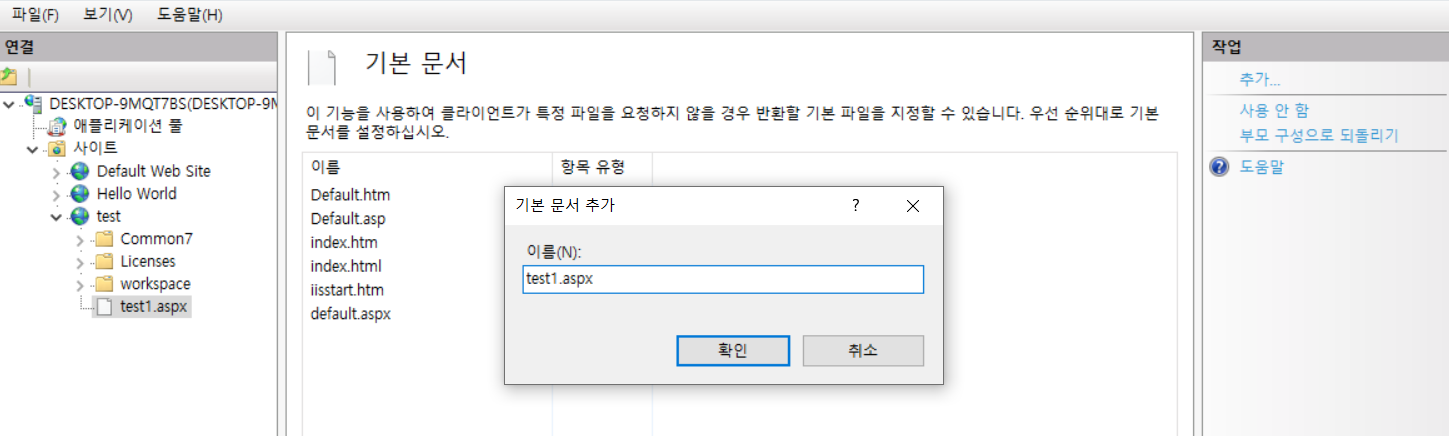 파일(F) 보기(V) 도움말(H)
연결
DESKTOP-9MQT7BS(DESKTOP-9M
애플리케이션 풀
사이트
Default Web Site
Hello World
test
Common7
Licenses
workspace
test1.aspx
기본 문서
이 기능을 사용하여 클라이언트가 특정 파일을 요청하지 않을 경우 반환할 기본 파일을 지정할 수 있습니다. 우선 순위대로 기본
문서를 설정하십시오.
이름 항목 유형
Default.htm
Default.asp
index.htm
index.html
iisstart.htm
default.aspx
기본 문서 추가 ?
이름(N):
test1.aspx
확인 취소
작업
추가...
사용 안 함
부모 구성으로 되돌리기
? 도움말